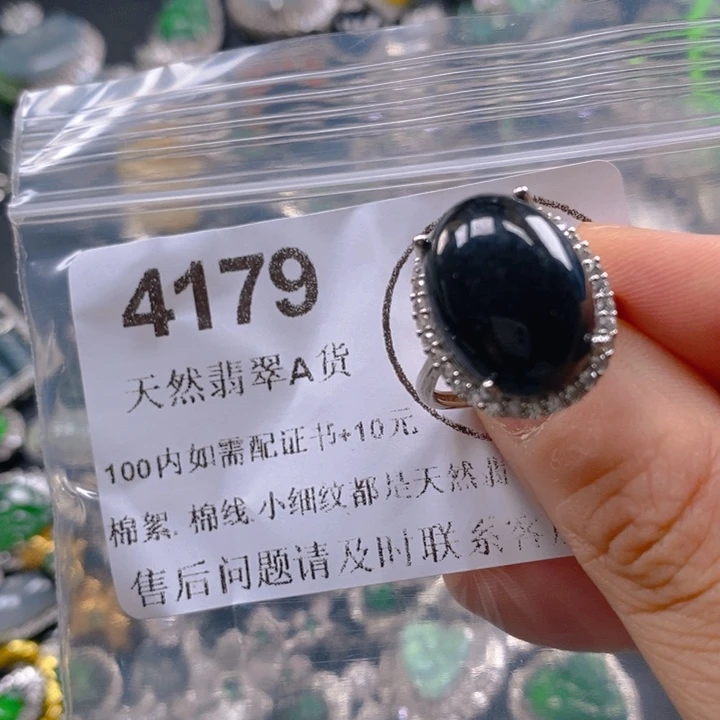 4179
天然翡翠A货
100内如需配证书+10元
棉絮. 棉线.小细纹都是天然翡
售后问题请及时联系客